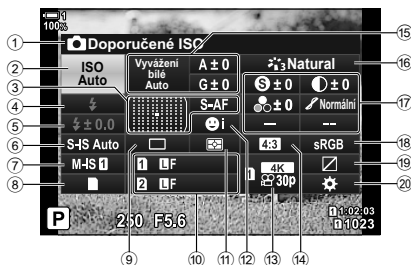 1
100%
① Doporučené ISO
② ISO Auto
Vyvážení bílé Auto
A±0
G±0
⑮
3 Natural ⑯
③
S-AF
S ±0 ±0
±0 Normální ⑰
④
⑤ ±0.0
i
— —
⑥ S-IS Auto
4:3
sRGB ⑱
⑦ M-IS 1
1 LF
4K
30p
⑲
⑧
2 LF
⑳
P 250 F5.6
1 1:02:03
1 1023
⑨ ⑩ ⑪ ⑫ ⑬ ⑭